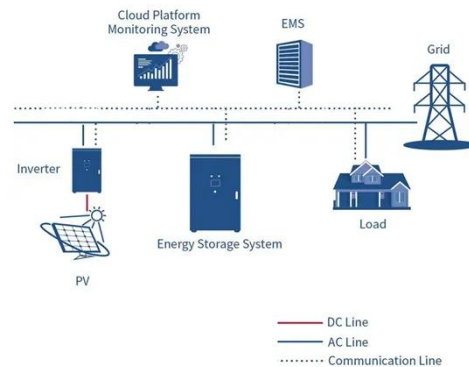 Cloud Platform
Monitoring System
EMS
Grid
Inverter
Energy Storage System
Load
PV
DC Line
AC Line
Communication Line